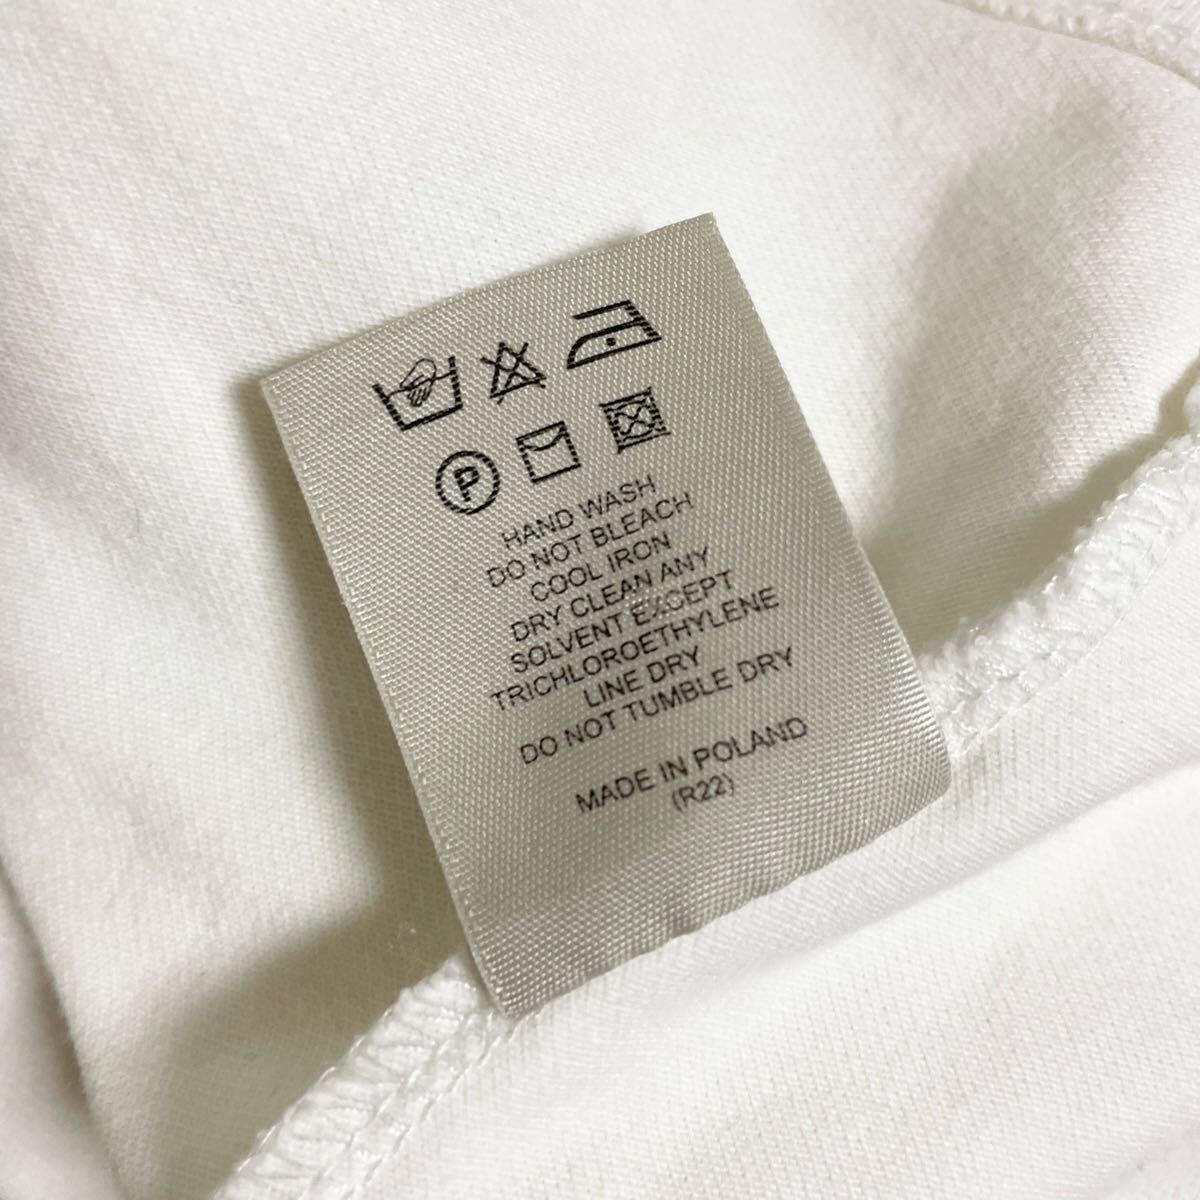 P
HAND WASH
DO NOT BLEACH
COOL IRON
DRY CLEAN ANY
SOLVENT EXCEPT
TRICHLOROETHYLENE
LINE DRY
DO NOT TUMBLE DRY
MADE IN POLAND
(R22)